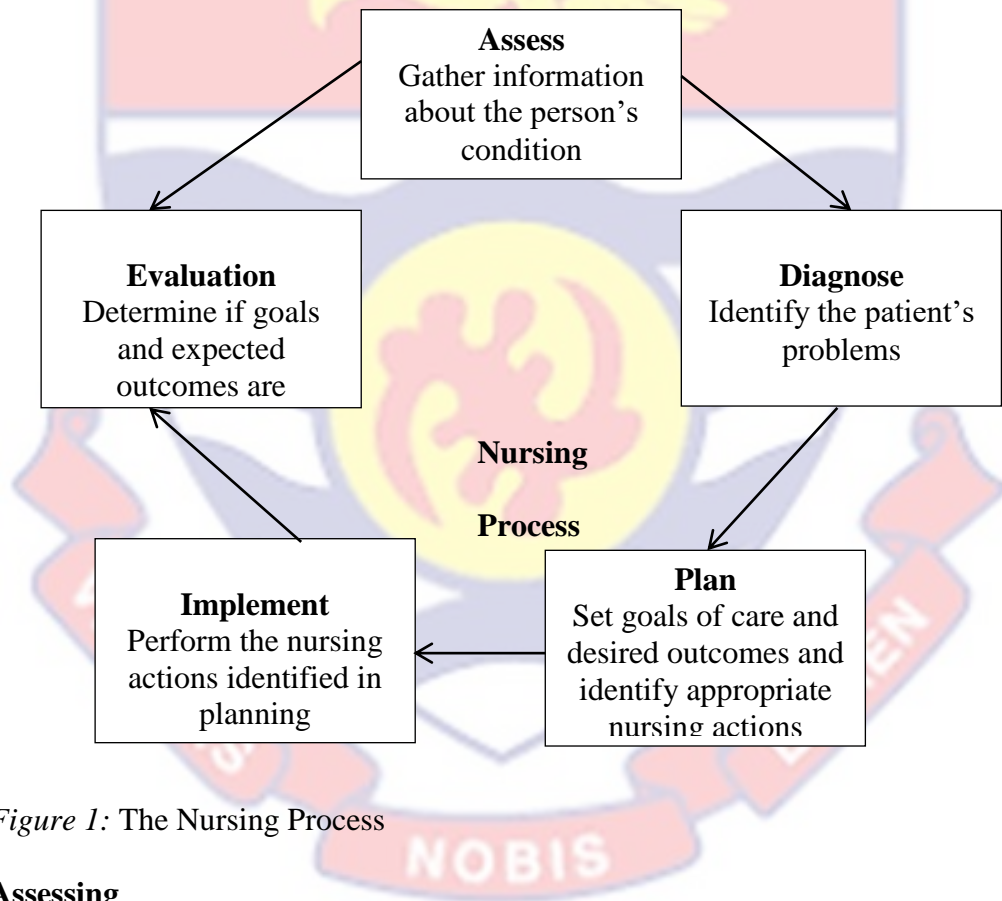 Assess
Gather information
about the person's
condition
Evaluation
Determine if goals
and expected
outcomes are
Diagnose
Identify the patient's
problems
Nursing
Process
Implement
Perform the nursing
actions identified in
planning
Plan
Set goals of care and
desired outcomes and
identify appropriate
nursing actions
Figure 1: The Nursing Process
NOBIS
Assessing